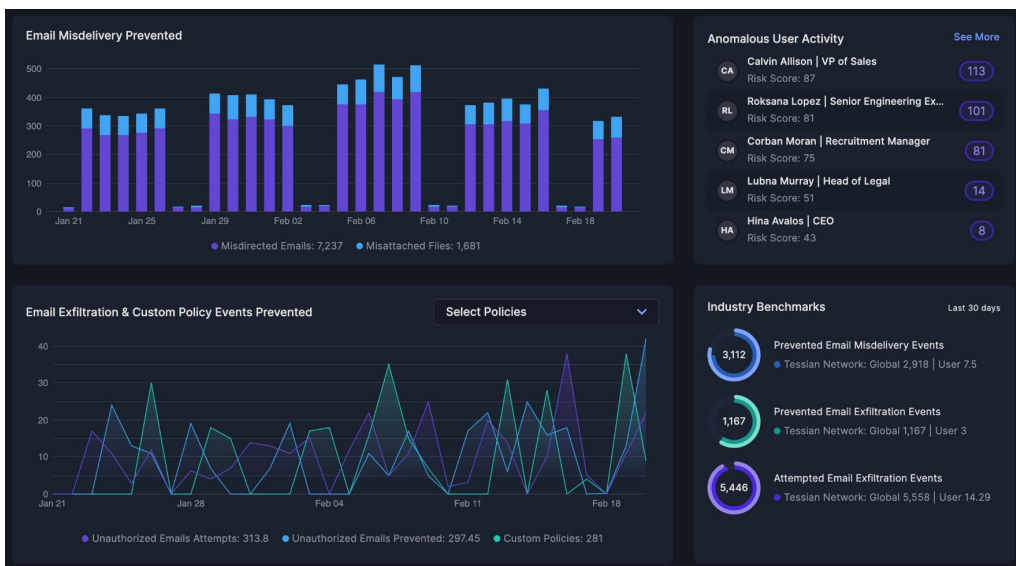 Email Misdelivery Prevented
500
400
300
200
100
0
Jan 21
Jan 25
Jan 29
Feb 02
Feb 06
Feb 10
Feb 14
Feb 18
Misdirected Emails: 7,237
Misattached Files: 1,681
Anomalous User Activity
See More
CA
Calvin Allison | VP of Sales
Risk Score: 87
113
RL
Roksana Lopez | Senior Engineering Ex...
Risk Score: 81
101
CM
Corban Moran | Recruitment Manager
Risk Score: 75
81
LM
Lubna Murray | Head of Legal
Risk Score: 51
14
HA
Hina Avalos | CEO
Risk Score: 43
8
Email Exfiltration & Custom Policy Events Prevented
Select Policies
40
30
20
10
0
Jan 21
Jan 28
Feb 04
Feb 11
Feb 18
Unauthorized Emails Attempts: 313.8
Unauthorized Emails Prevented: 297.45
Custom Policies: 281
Industry Benchmarks
Last 30 days
3,112
Prevented Email Misdelivery Events
Tessian Network: Global 2,918 | User 7.5
1,167
Prevented Email Exfiltration Events
Tessian Network: Global 1,167 | User 3
5,446
Attempted Email Exfiltration Events
Tessian Network: Global 5,558 | User 14.29